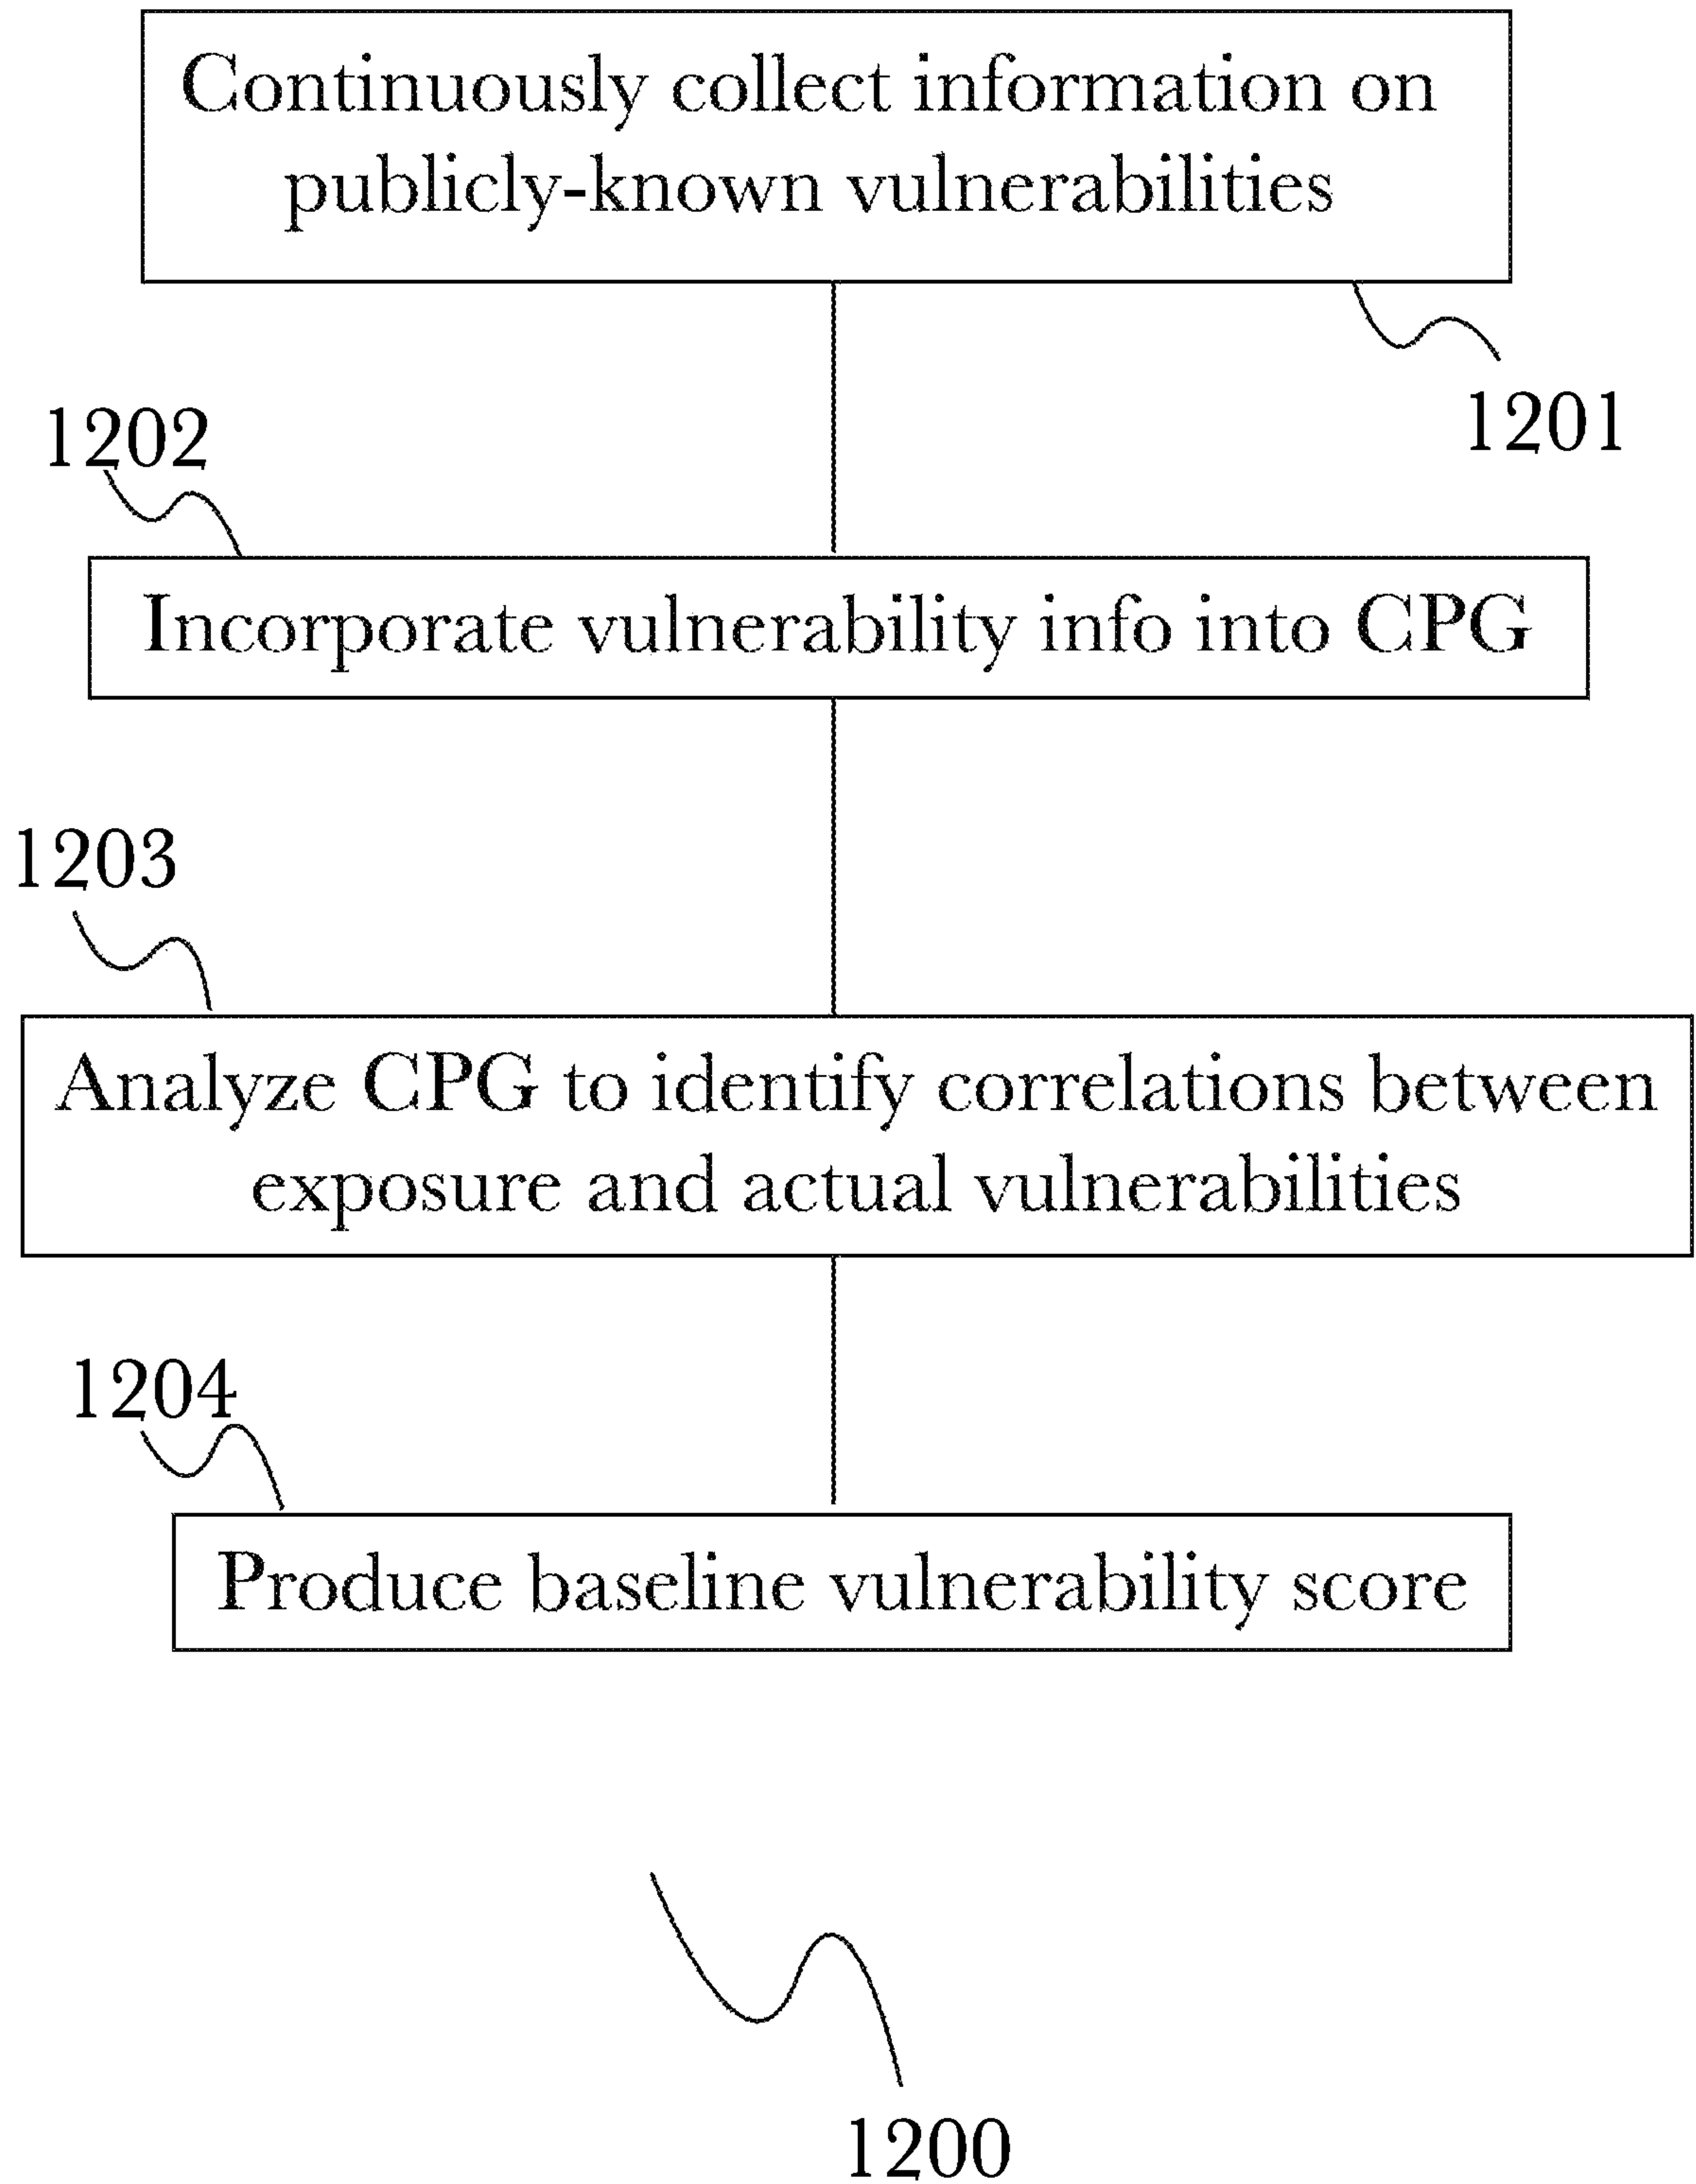 Continuously collect information on
publicly-known vulnerabilities
1201
1202
Incorporate vulnerability info into CPG
1203
Analyze CPG to identify correlations between
exposure and actual vulnerabilities
1204
Produce baseline vulnerability score
1200